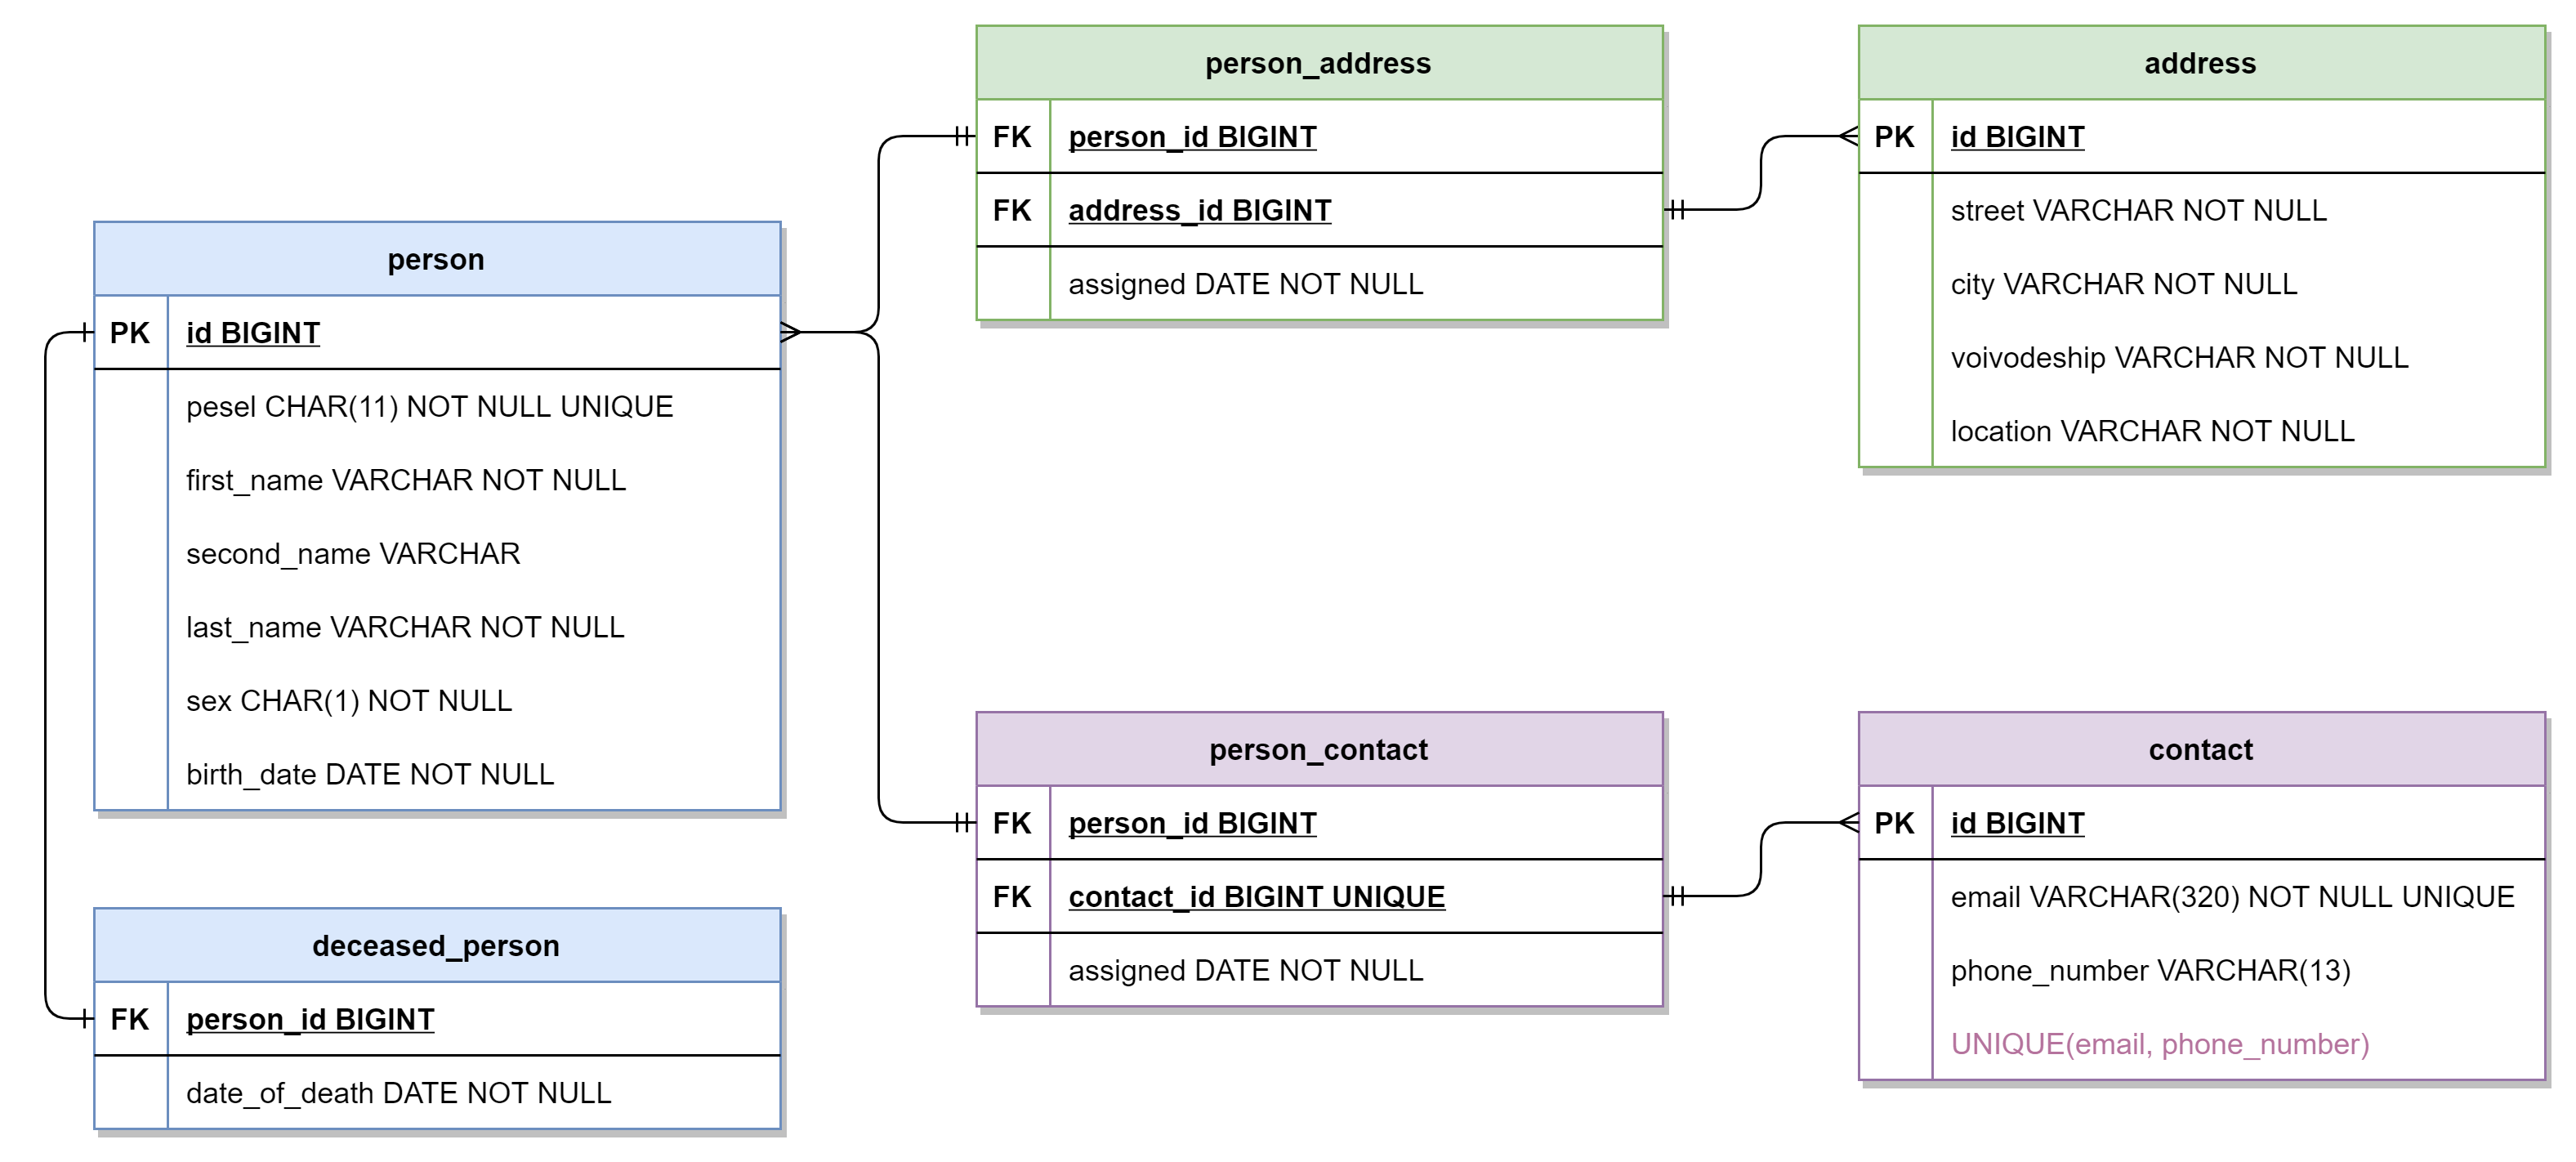 person
PK id BIGINT
pesel CHAR(11) NOT NULL UNIQUE
first_name VARCHAR NOT NULL
second_name VARCHAR
last_name VARCHAR NOT NULL
sex CHAR(1) NOT NULL
birth_date DATE NOT NULL
deceased_person
FK person_id BIGINT
date_of_death DATE NOT NULL
person_address
FK person_id BIGINT
FK address_id BIGINT
assigned DATE NOT NULL
address
PK id BIGINT
street VARCHAR NOT NULL
city VARCHAR NOT NULL
voivodeship VARCHAR NOT NULL
location VARCHAR NOT NULL
person_contact
FK person_id BIGINT
FK contact_id BIGINT UNIQUE
assigned DATE NOT NULL
contact
PK id BIGINT
email VARCHAR(320) NOT NULL UNIQUE
phone_number VARCHAR(13)
UNIQUE(email, phone_number)